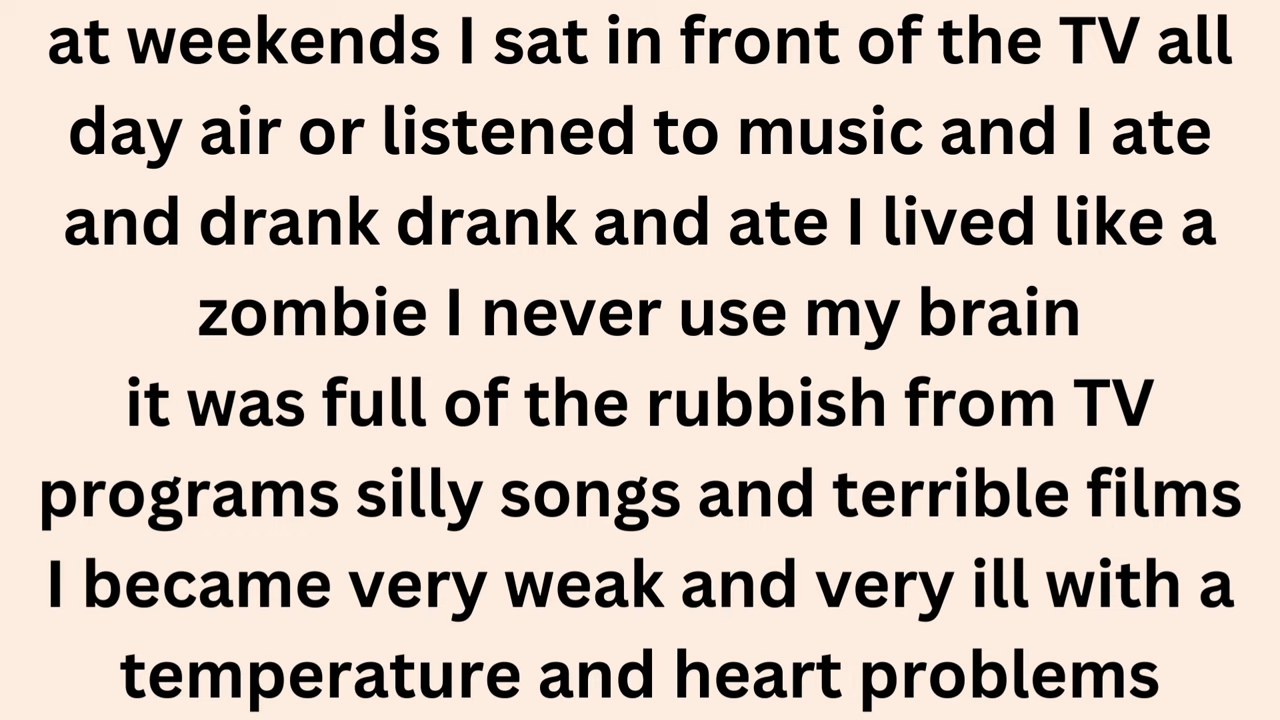 at weekends I sat in front of the TV all
day air or listened to music and I ate
and drank drank and ate I lived like a
zombie I never use my brain
it was full of the rubbish from TV
programs silly songs and terrible films
I became very weak and very ill with a
temperature and heart problems